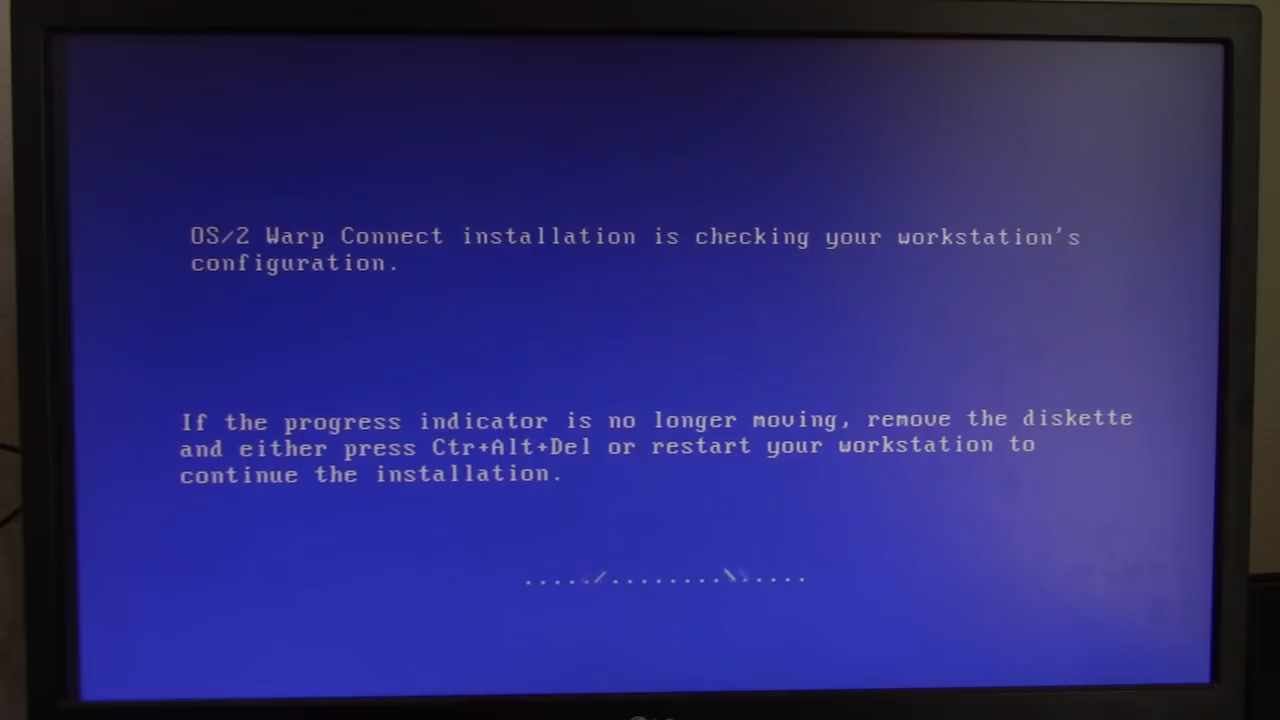 OS/2 Warp Connect installation is checking your workstation's
configuration.
If the progress indicator is no longer moving, remove the diskette
and either press Ctr+Alt+Del or restart your workstation to
continue the installation.
...../........\.....